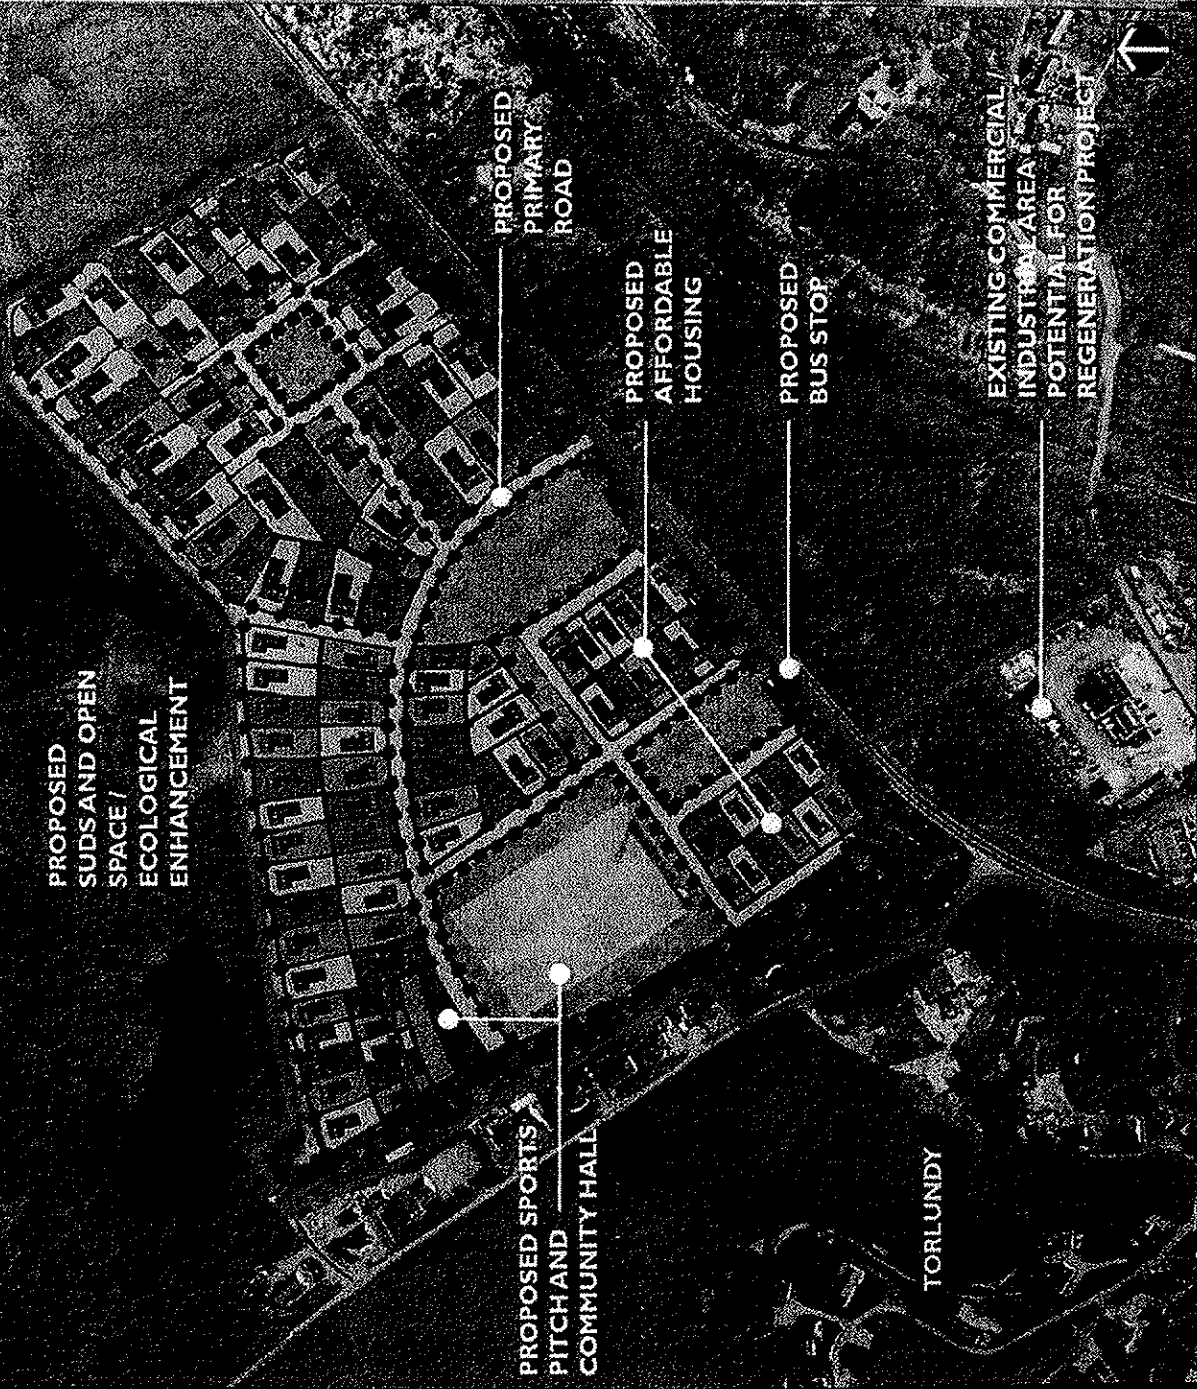 PROPOSED
SUDS AND OPEN
SPACE /
ECOLOGICAL
ENHANCEMENT
PROPOSED
PRIMARY
ROAD
PROPOSED
AFFORDABLE
HOUSING
PROPOSED
BUS STOP
EXISTING COMMERCIAL /
INDUSTRIAL AREA /
POTENTIAL FOR
REGENERATION PROJECT
PROPOSED SPORTS
PITCH AND
COMMUNITY HALL
TORLUNDY